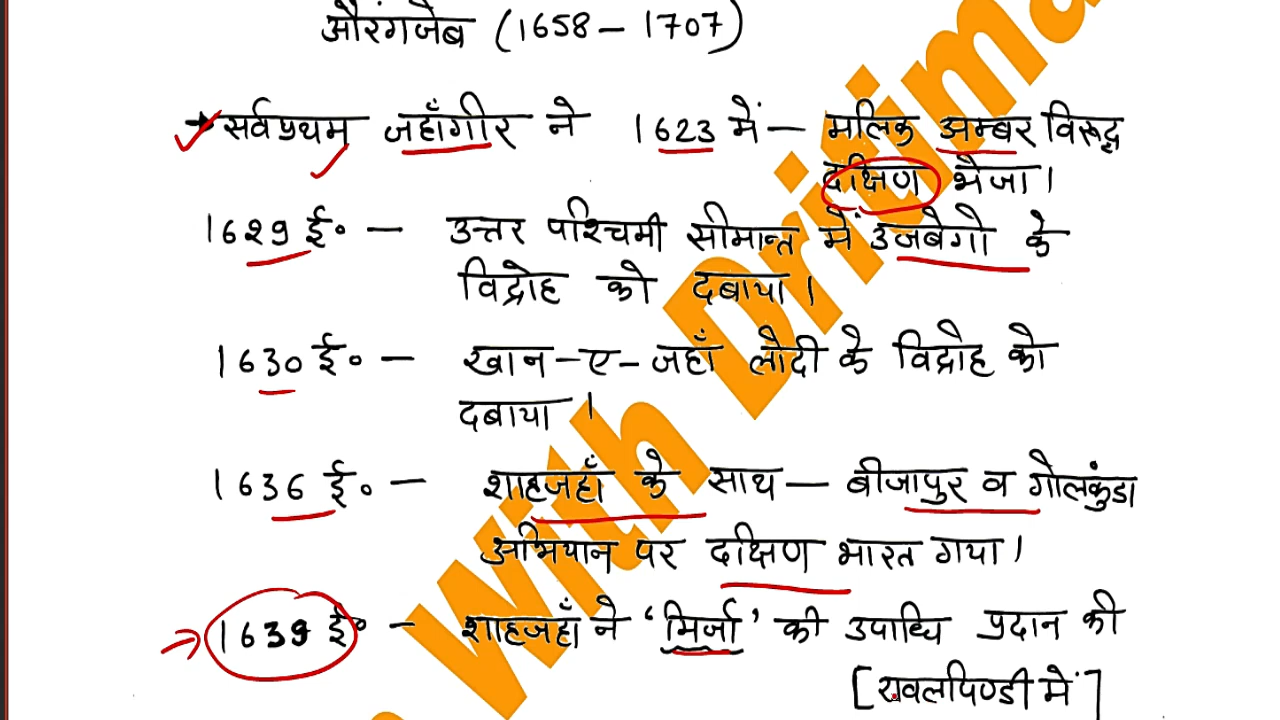 औरंगजेब (1658 - 1707)
→ सर्वप्रथम जहाँगीर ने 1623 में - मलिक अम्बर विरूद्ध
दक्षिण भेजा।
1629 ई० - उत्तर पश्चिमी सीमान्त में उजबेगो के
विद्रोह को दबाया।
1630 ई० - खान-ए-जहाँ लोदी के विद्रोह को
दबाया।
1636 ई० - शाहजहाँ के साथ - बीजापुर व गोलकुंडा
अभियान पर दक्षिण भारत गया।
→ 1639 ई० - शाहजहाँ ने 'मिर्जा' की उपाधि प्रदान की
[रावलपिण्डी में]
With Drijma